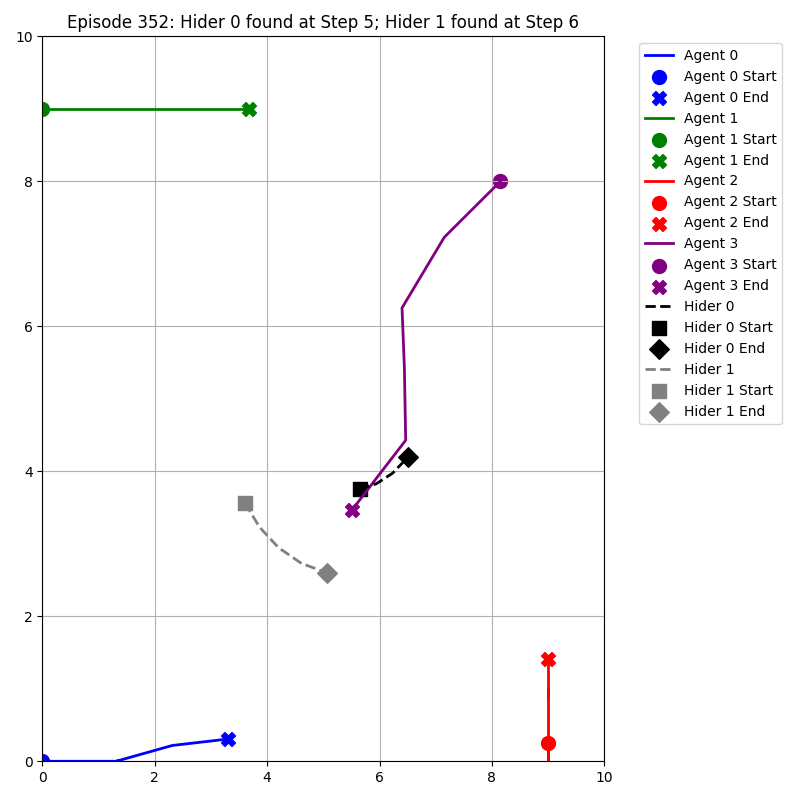 Episode 352: Hider 0 found at Step 5; Hider 1 found at Step 6
10
8
6
4
2
0
0
2
4
6
8
10
Agent 0
Agent 0 Start
Agent 0 End
Agent 1
Agent 1 Start
Agent 1 End
Agent 2
Agent 2 Start
Agent 2 End
Agent 3
Agent 3 Start
Agent 3 End
Hider 0
Hider 0 Start
Hider 0 End
Hider 1
Hider 1 Start
Hider 1 End